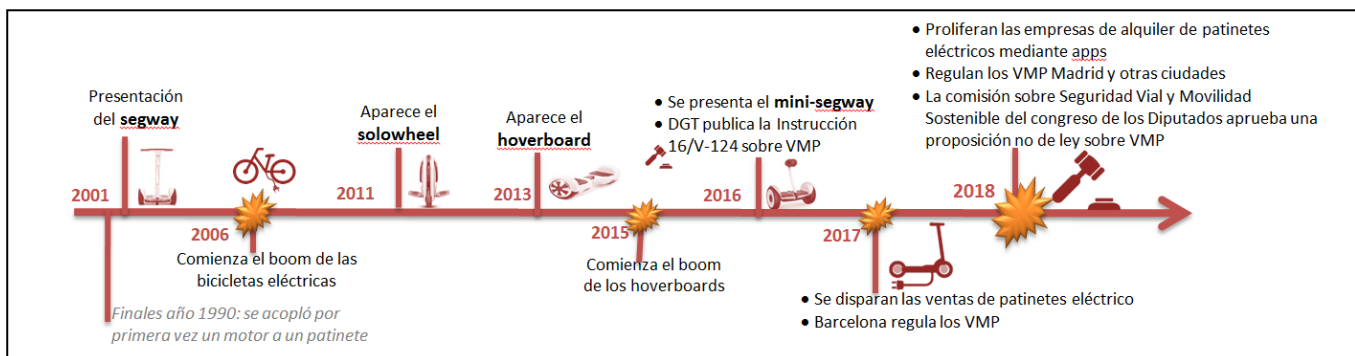 2001
Presentación
del segway
Finales año 1990: se acopló por
primera vez un motor a un patinete
2006
Comienza el boom de las
bicicletas eléctricas
2011
Aparece el
solowheel
2013
Aparece el
hoverboard
2015
Comienza el boom
de los hoverboards
2016
• Se presenta el mini-segway
• DGT publica la Instrucción
16/V-124 sobre VMP
2017
• Se disparan las ventas de patinetes eléctrico
• Barcelona regula los VMP
2018
• Proliferan las empresas de alquiler de patinetes
eléctricos mediante apps
• Regulan los VMP Madrid y otras ciudades
• La comisión sobre Seguridad Vial y Movilidad
Sostenible del congreso de los Diputados aprueba una
proposición no de ley sobre VMP